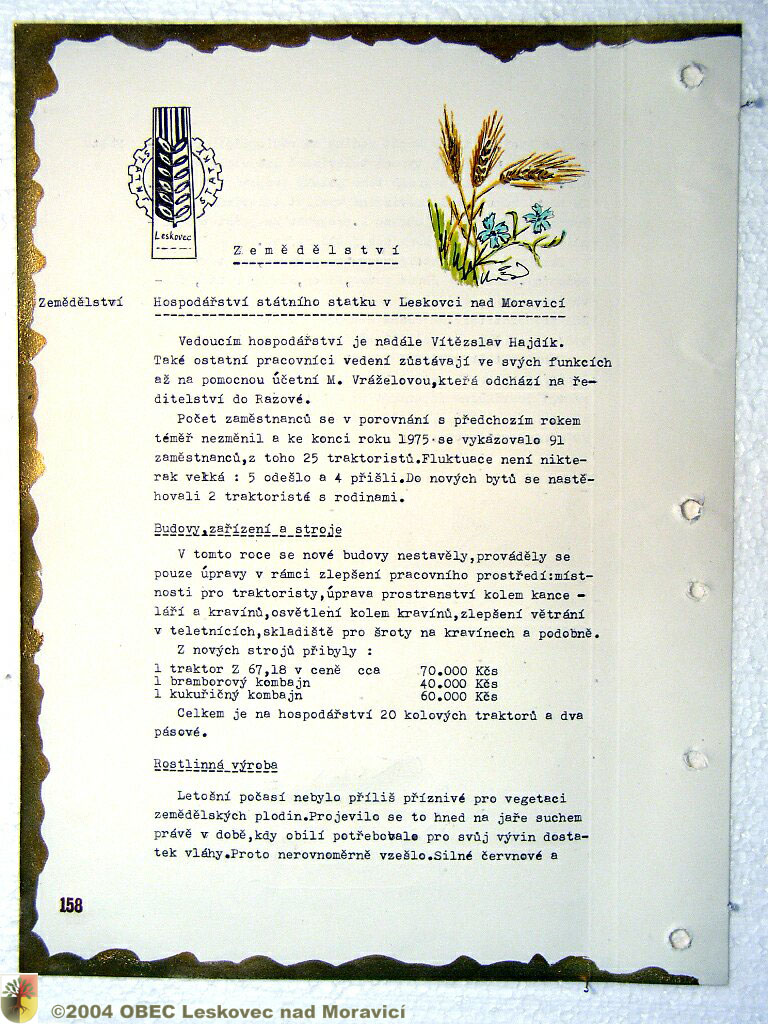 STÁTNÍ STATKY
Leskovec
Zemědělství
Zemědělství
Hospodářství státního statku v Leskovci nad Moravicí
Vedoucím hospodářství je nadále Vítězslav Hajdík.
Také ostatní pracovníci vedení zůstávají ve svých funkcích
až na pomocnou účetní M. Vráželovou,která odchází na ře-
ditelství do Razové.
Počet zaměstnanců se v porovnání s předchozím rokem
téměř nezměnil a ke konci roku 1975 se vykazovalo 91
zaměstnanců,z toho 25 traktoristů.Fluktuace není nikte-
rak velká : 5 odešlo a 4 přišli.Do nových bytů se nastě-
hovali 2 traktoristé s rodinami.
Budovy,zařízení a stroje
V tomto roce se nové budovy nestavěly,prováděly se
pouze úpravy v rámci zlepšení pracovního prostředí:míst-
nosti pro traktoristy,úprava prostranství kolem kance -
láří a kravínů,osvětlení kolem kravínů,zlepšení větrání
v teletnících,skladiště pro šroty na kravínech a podobně.
Z nových strojů přibyly :
1 traktor Z 67,18 v ceně cca 70.000 Kčs
1 bramborový kombajn 40.000 Kčs
1 kukuřičný kombajn 60.000 Kčs
Celkem je na hospodářství 20 kolových traktorů a dva
pásové.
Rostlinná výroba
Letošní počasí nebylo příliš příznivé pro vegetaci
zemědělských plodin.Projevilo se to hned na jaře suchem
právě v době,kdy obilí potřebovalo pro svůj vývin dosta-
tek vláhy.Proto nerovnoměrně vzešlo.Silné červnové a
158
©2004 OBEC Leskovec nad Moravicí